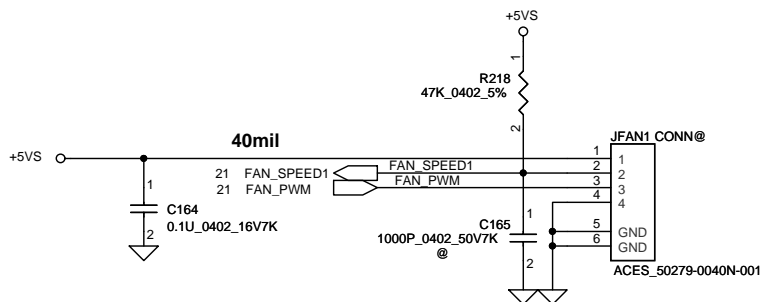 +5VS
1
R218
47K_0402_5%
2
JFAN1 CONN@
40mil
+5VS
1
1
21 FAN_SPEED1
FAN_SPEED1
2
2
21 FAN_PWM
FAN_PWM
3
3
4
4
1
C164
0.1U_0402_16V7K
2
C165
1
1000P_0402_50V7K
@
2
5
GND
6
GND
ACES_50279-0040N-001